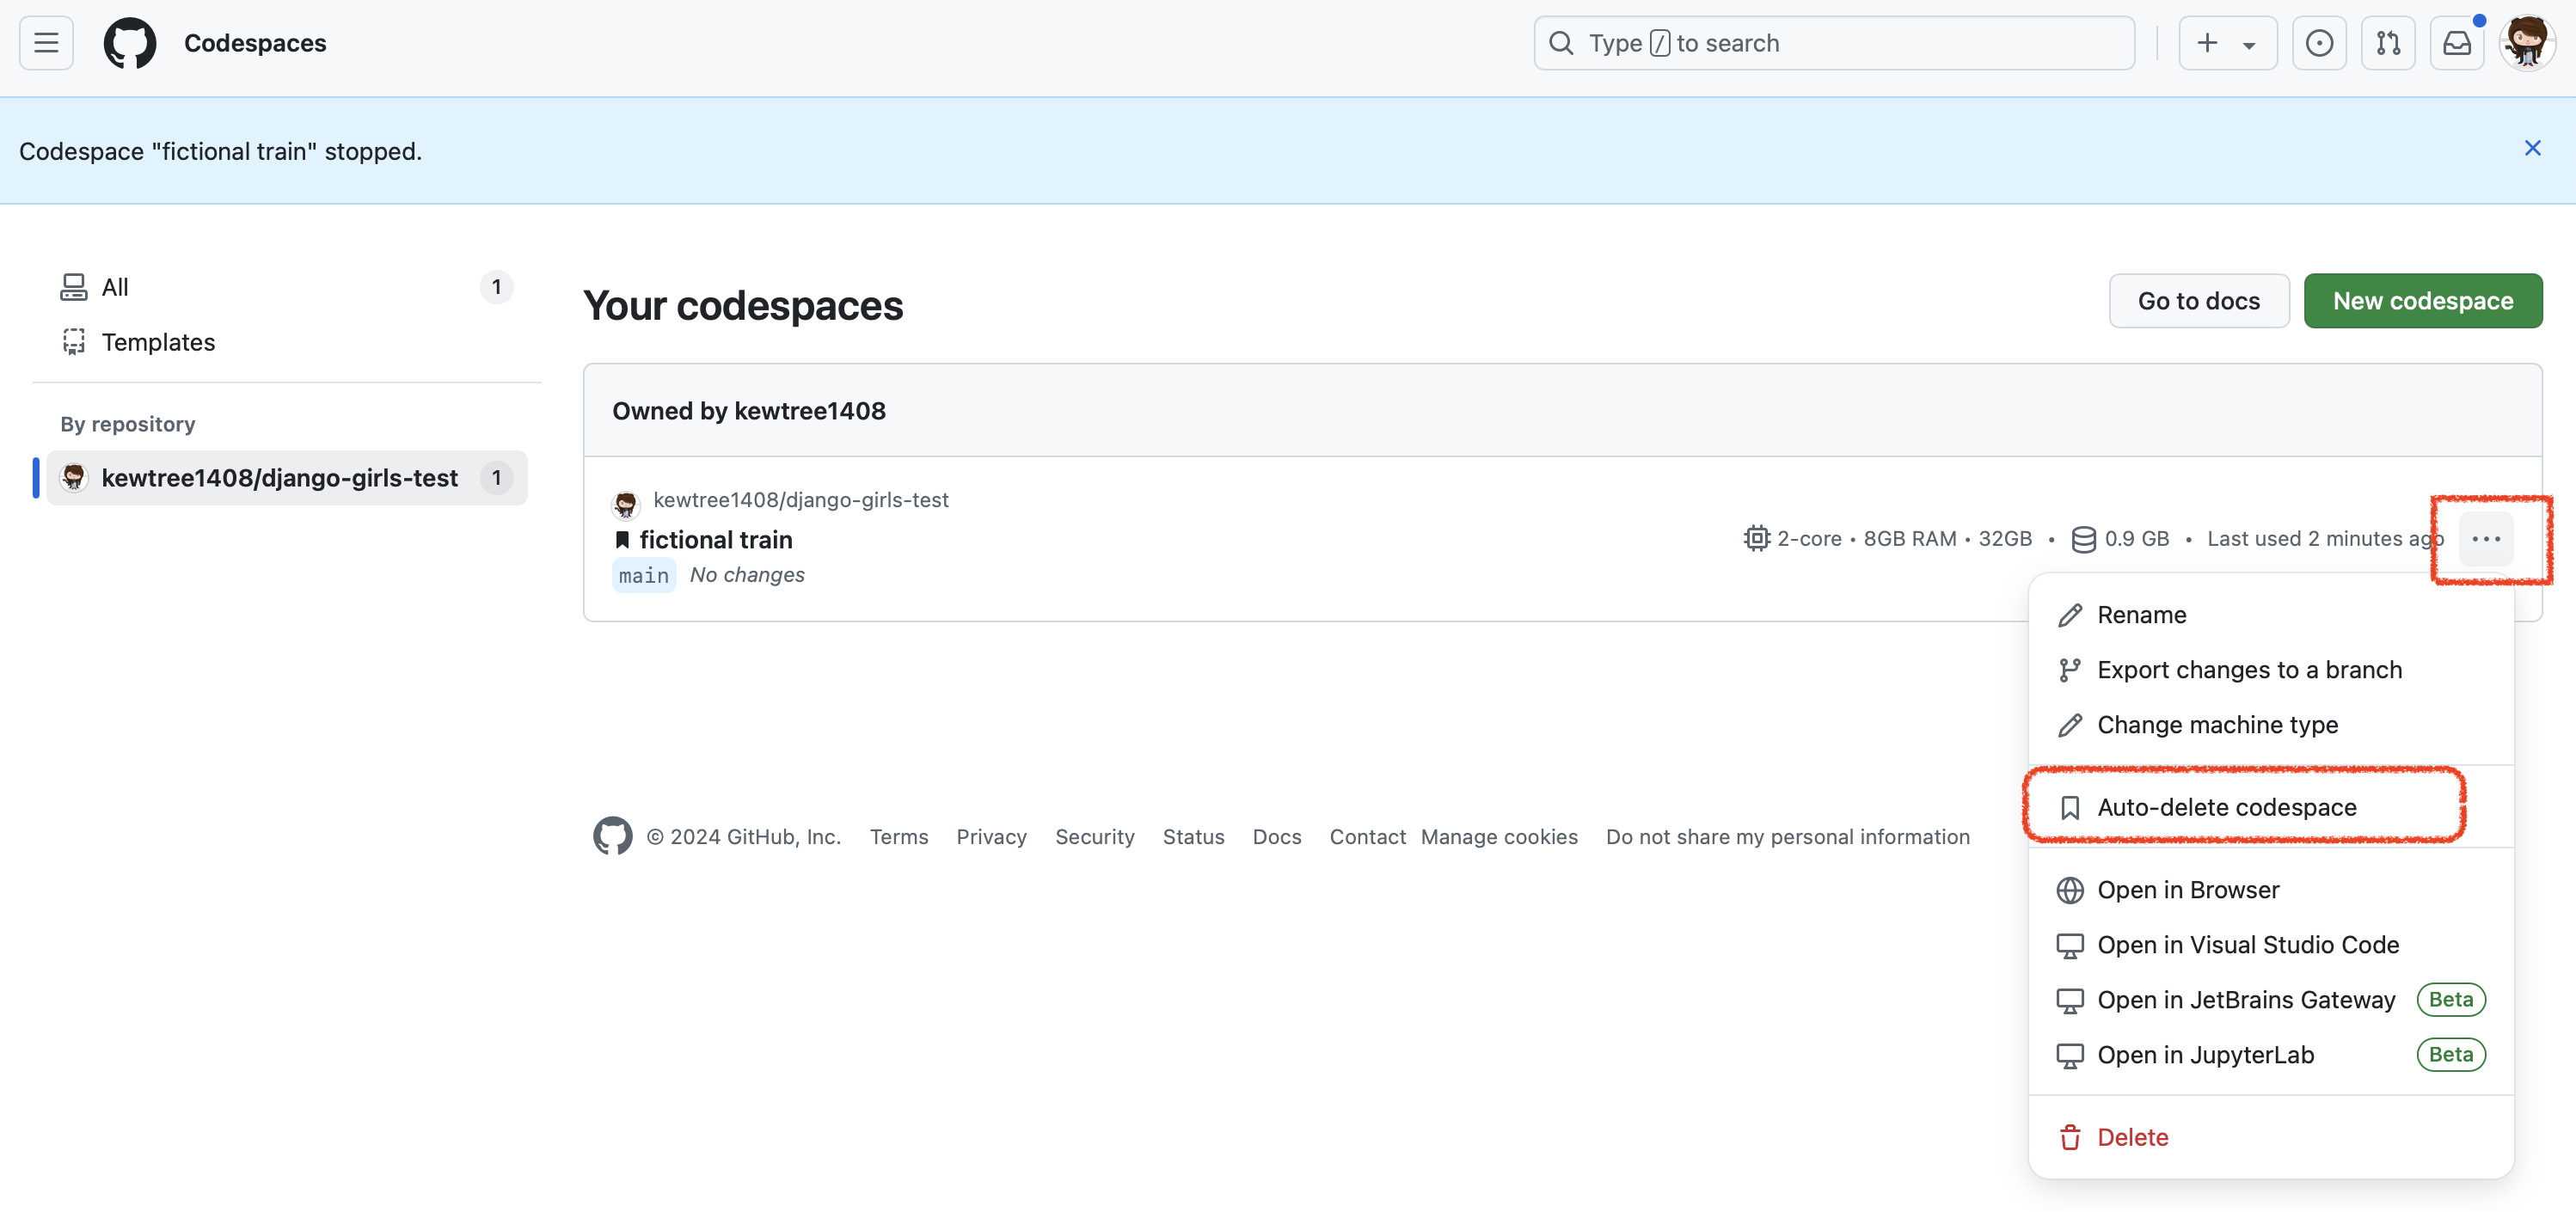 Codespaces
Type / to search
Codespace "fictional train" stopped.
All 1
Templates
By repository
kewtree1408/django-girls-test 1
Your codespaces
Go to docs
New codespace
Owned by kewtree1408
kewtree1408/django-girls-test
fictional train
main No changes
2-core • 8GB RAM • 32GB • 0.9 GB • Last used 2 minutes ago
Rename
Export changes to a branch
Change machine type
Auto-delete codespace
Open in Browser
Open in Visual Studio Code
Open in JetBrains Gateway Beta
Open in JupyterLab Beta
Delete
© 2024 GitHub, Inc. Terms Privacy Security Status Docs Contact Manage cookies Do not share my personal information